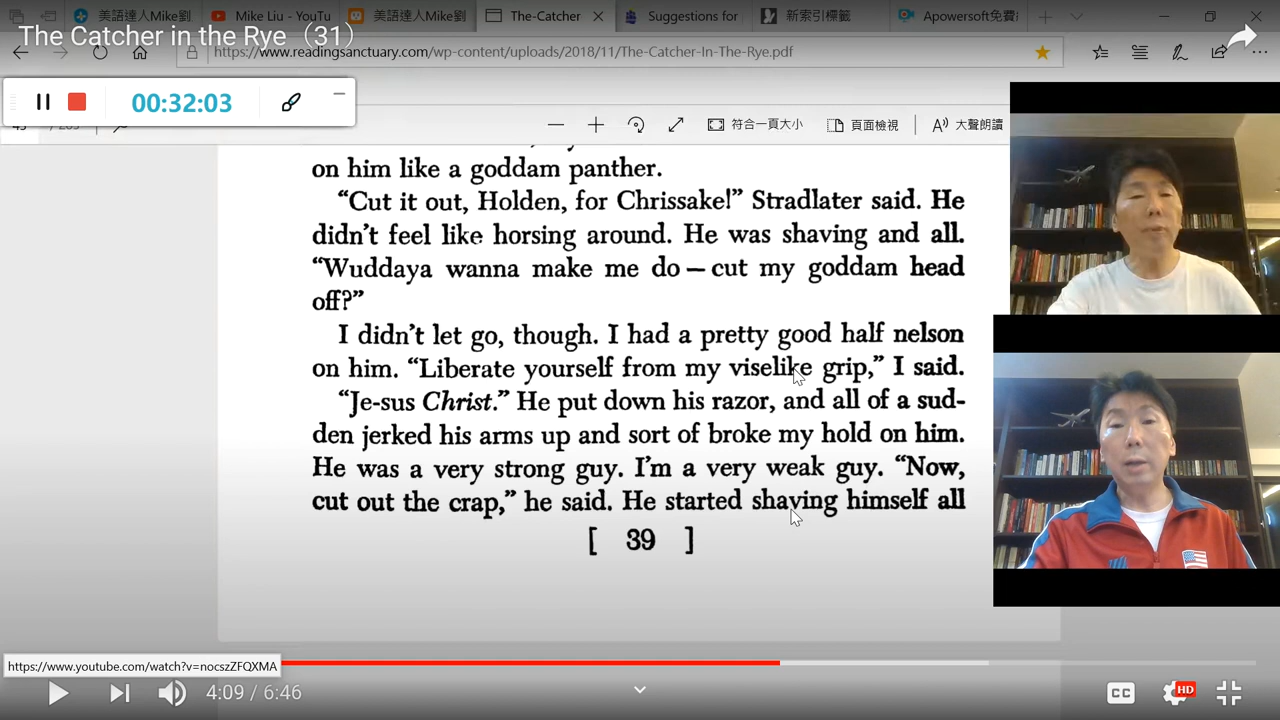 美語達人Mike劉
Mike Liu - YouTu
美語達人Mike劉
The-Catcher
Suggestions for
新索引標籤
Apowersoft免費
The Catcher in the Rye（31）
https://www.readingsanctuary.com/wp-content/uploads/2018/11/The-Catcher-In-The-Rye.pdf
00:32:03
符合一頁大小
頁面檢視
大聲朗讀
on him like a goddam panther.
“Cut it out, Holden, for Chrissake!” Stradlater said. He
didn’t feel like horsing around. He was shaving and all.
“Wuddaya wanna make me do — cut my goddam head
off?”
I didn’t let go, though. I had a pretty good half nelson
on him. “Liberate yourself from my viselike grip,” I said.
“Je-sus Christ.” He put down his razor, and all of a sud-
den jerked his arms up and sort of broke my hold on him.
He was a very strong guy. I’m a very weak guy. “Now,
cut out the crap,” he said. He started shaving himself all
[ 39 ]
https://www.youtube.com/watch?v=nocszZFQXMA
4:09 / 6:46
CC
HD